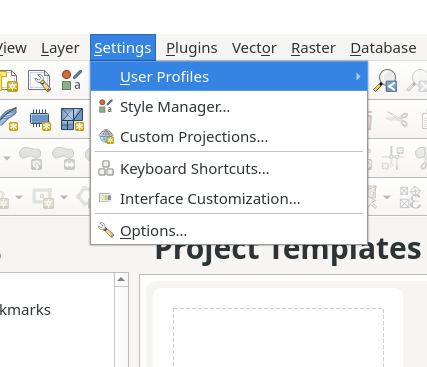 View Layer Settings Plugins Vector Raster Database
User Profiles
Style Manager...
Custom Projections...
Keyboard Shortcuts...
Interface Customization...
Options...
Project Templates
kmarks